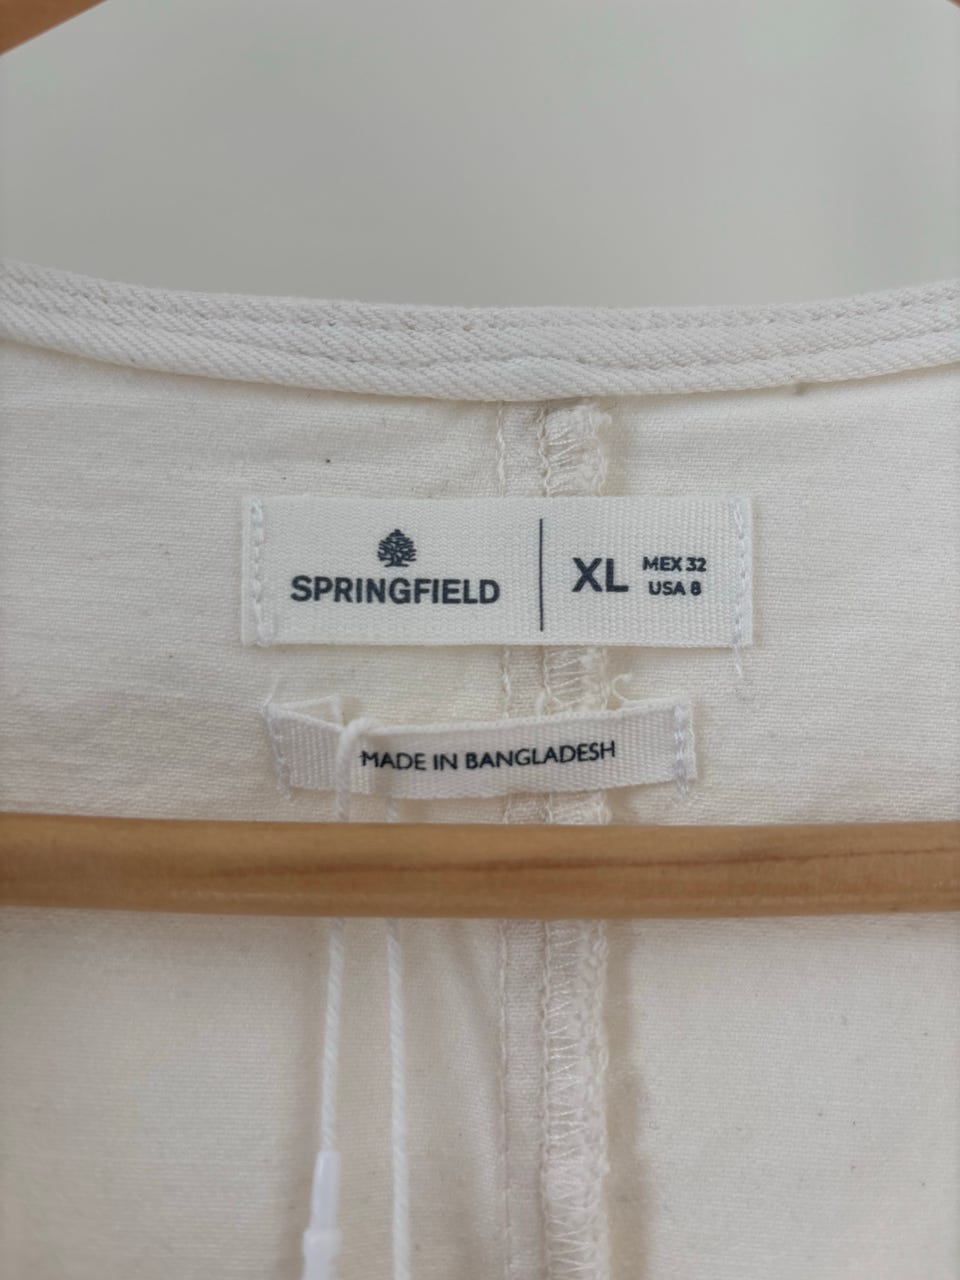 SPRINGFIELD
XL
MEX 32
USA 8
MADE IN BANGLADESH